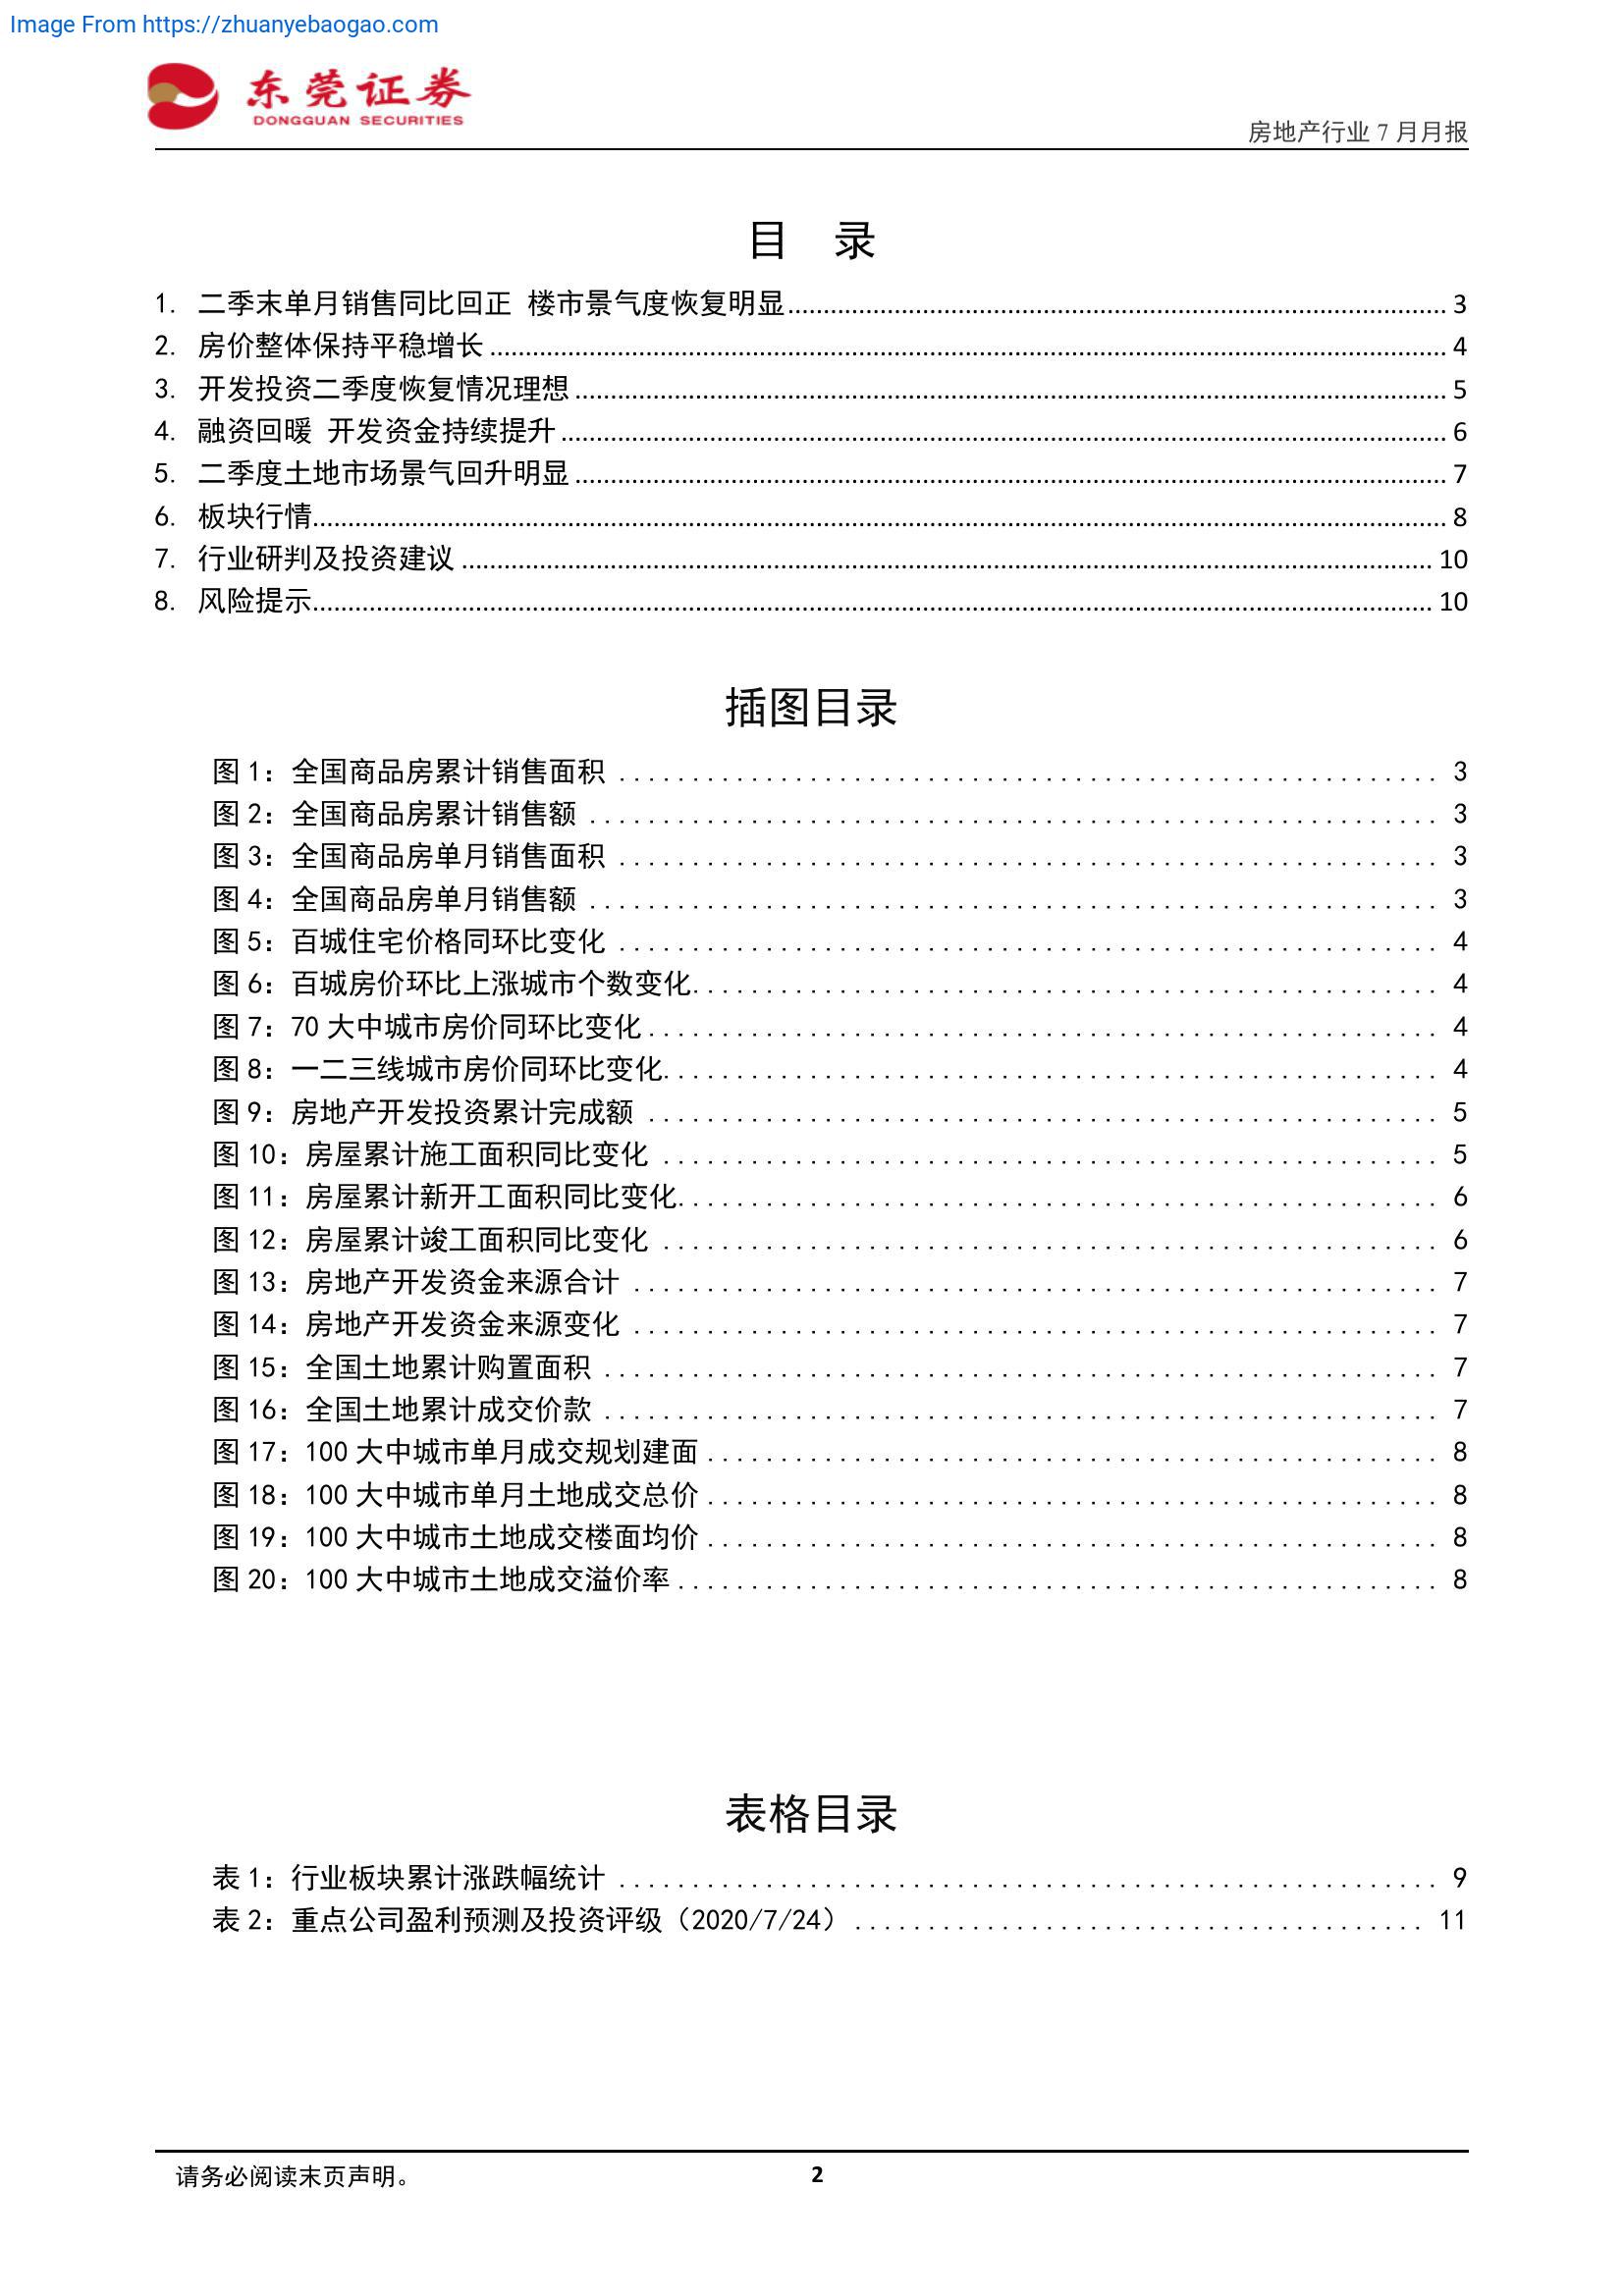 Image From https://zhuanyebaogao.com
东莞证券
DONGGUAN SECURITIES
房地产行业 7 月月报
目 录
1. 二季末单月销售同比回正 楼市景气度恢复明显 3
2. 房价整体保持平稳增长 4
3. 开发投资二季度恢复情况理想 5
4. 融资回暖 开发资金持续提升 6
5. 二季度土地市场景气回升明显 7
6. 板块行情 8
7. 行业研判及投资建议 10
8. 风险提示 10
插图目录
图 1：全国商品房累计销售面积 3
图 2：全国商品房累计销售额 3
图 3：全国商品房单月销售面积 3
图 4：全国商品房单月销售额 3
图 5：百城住宅价格同环比变化 4
图 6：百城房价环比上涨城市个数变化 4
图 7：70 大中城市房价同环比变化 4
图 8：一二三线城市房价同环比变化 4
图 9：房地产开发投资累计完成额 5
图 10：房屋累计施工面积同比变化 5
图 11：房屋累计新开工面积同比变化 6
图 12：房屋累计竣工面积同比变化 6
图 13：房地产开发资金来源合计 7
图 14：房地产开发资金来源变化 7
图 15：全国土地累计购置面积 7
图 16：全国土地累计成交价款 7
图 17：100 大中城市单月成交规划建面 8
图 18：100 大中城市单月土地成交总价 8
图 19：100 大中城市土地成交楼面均价 8
图 20：100 大中城市土地成交溢价率 8
表格目录
表 1：行业板块累计涨跌幅统计 9
表 2：重点公司盈利预测及投资评级（2020/7/24） 11
请务必阅读末页声明。
2